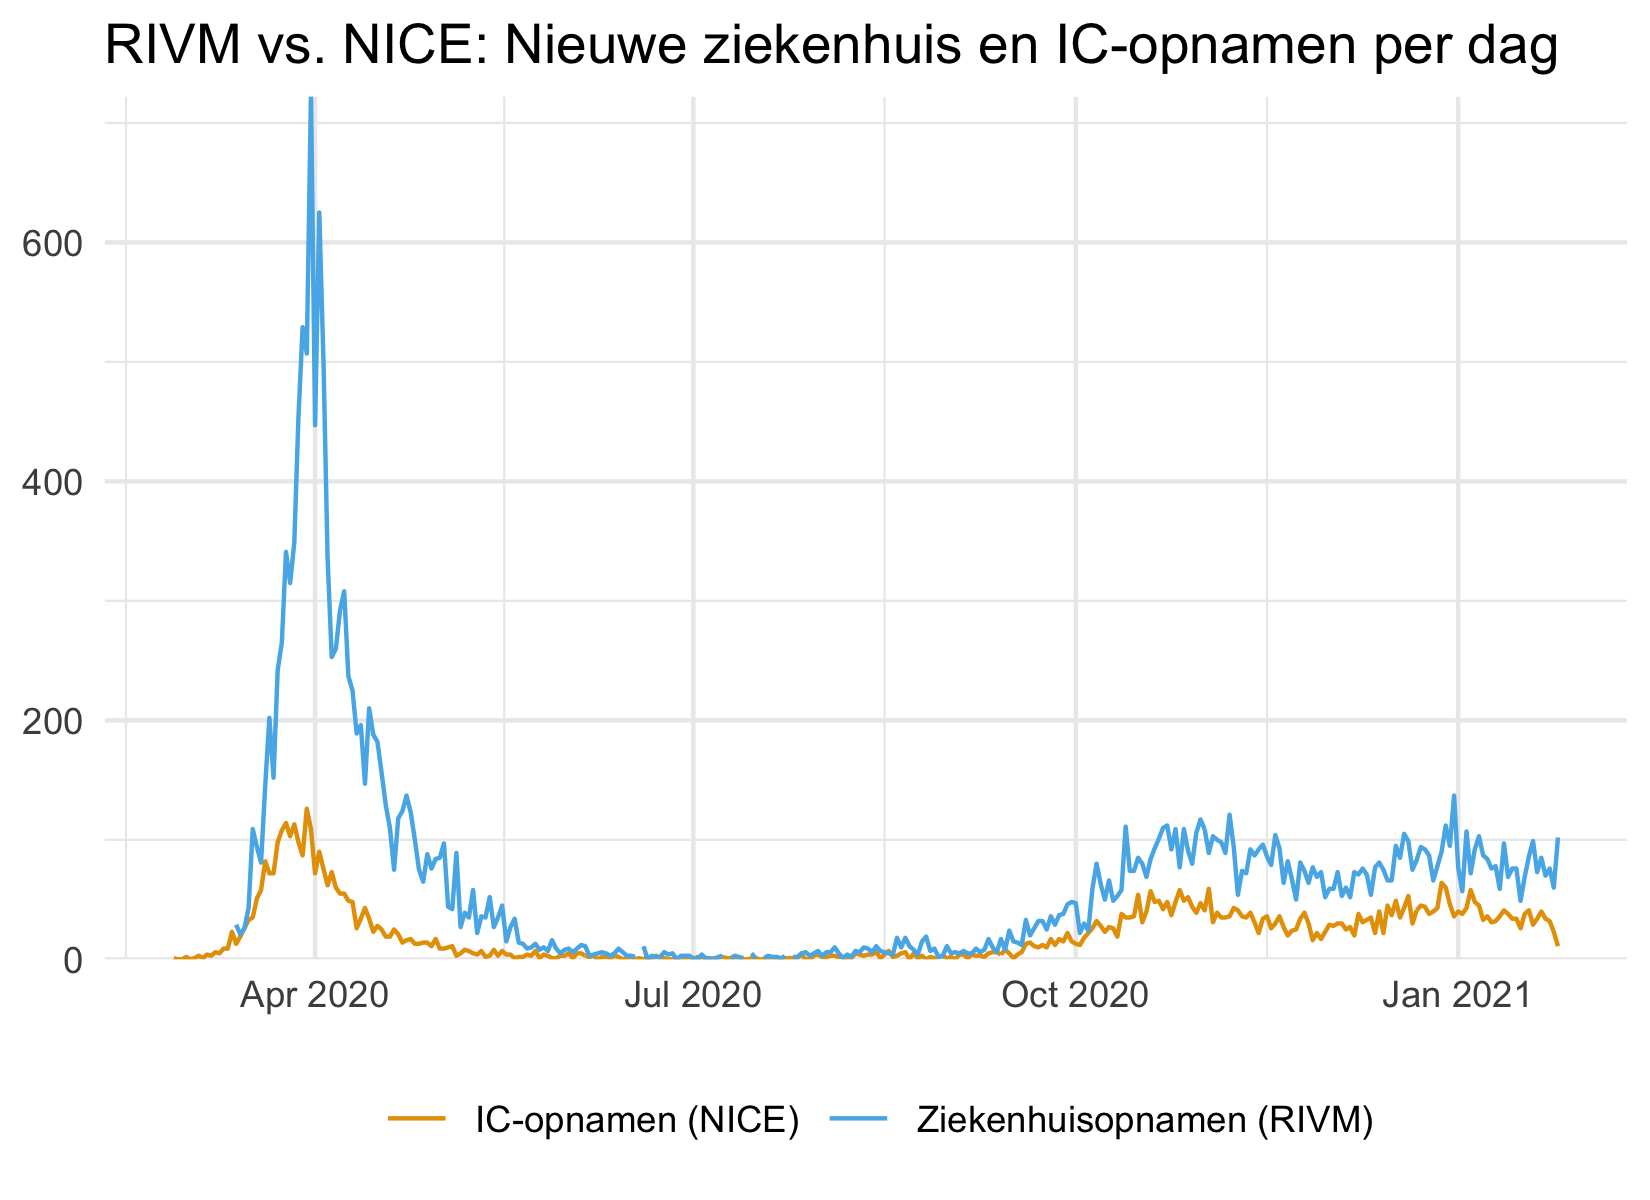 RIVM vs. NICE: Nieuwe ziekenhuis en IC-opnamen per dag
600
400
200
0
Apr 2020 Jul 2020 Oct 2020 Jan 2021
IC-opnamen (NICE) Ziekenhuisopnamen (RIVM)